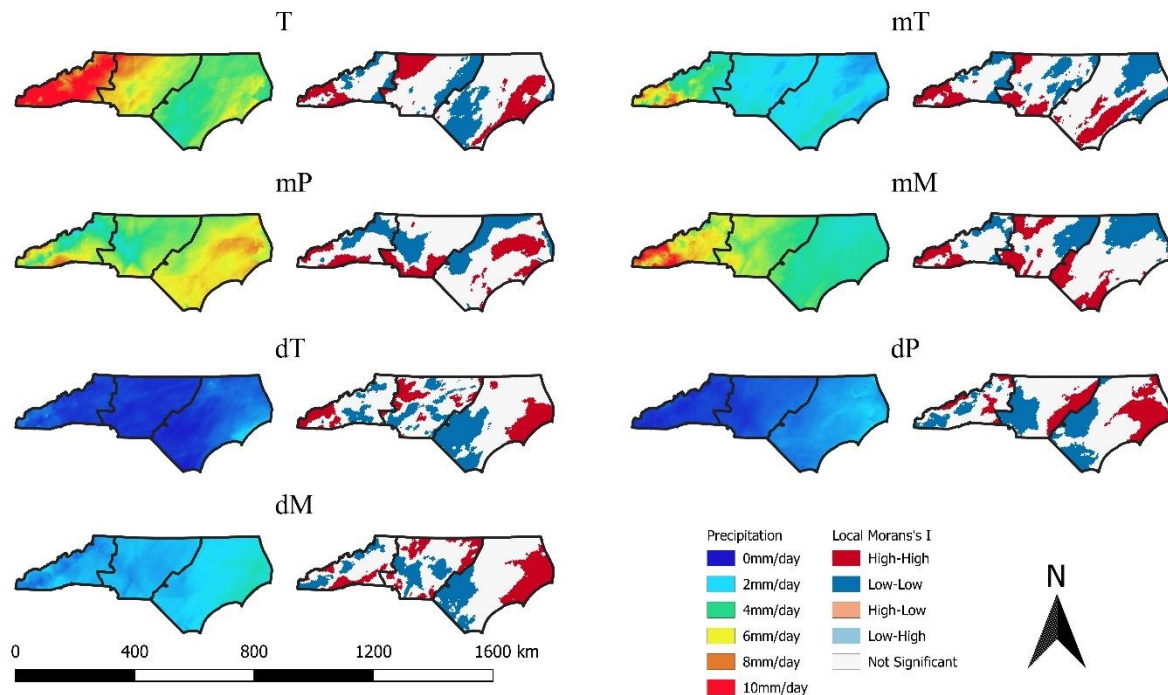 T
mT
mP
mM
dT
dP
dM
Precipitation
0mm/day
2mm/day
4mm/day
6mm/day
8mm/day
10mm/day
Local Morans's I
High-High
Low-Low
High-Low
Low-High
Not Significant
N
0 400 800 1200 1600 km